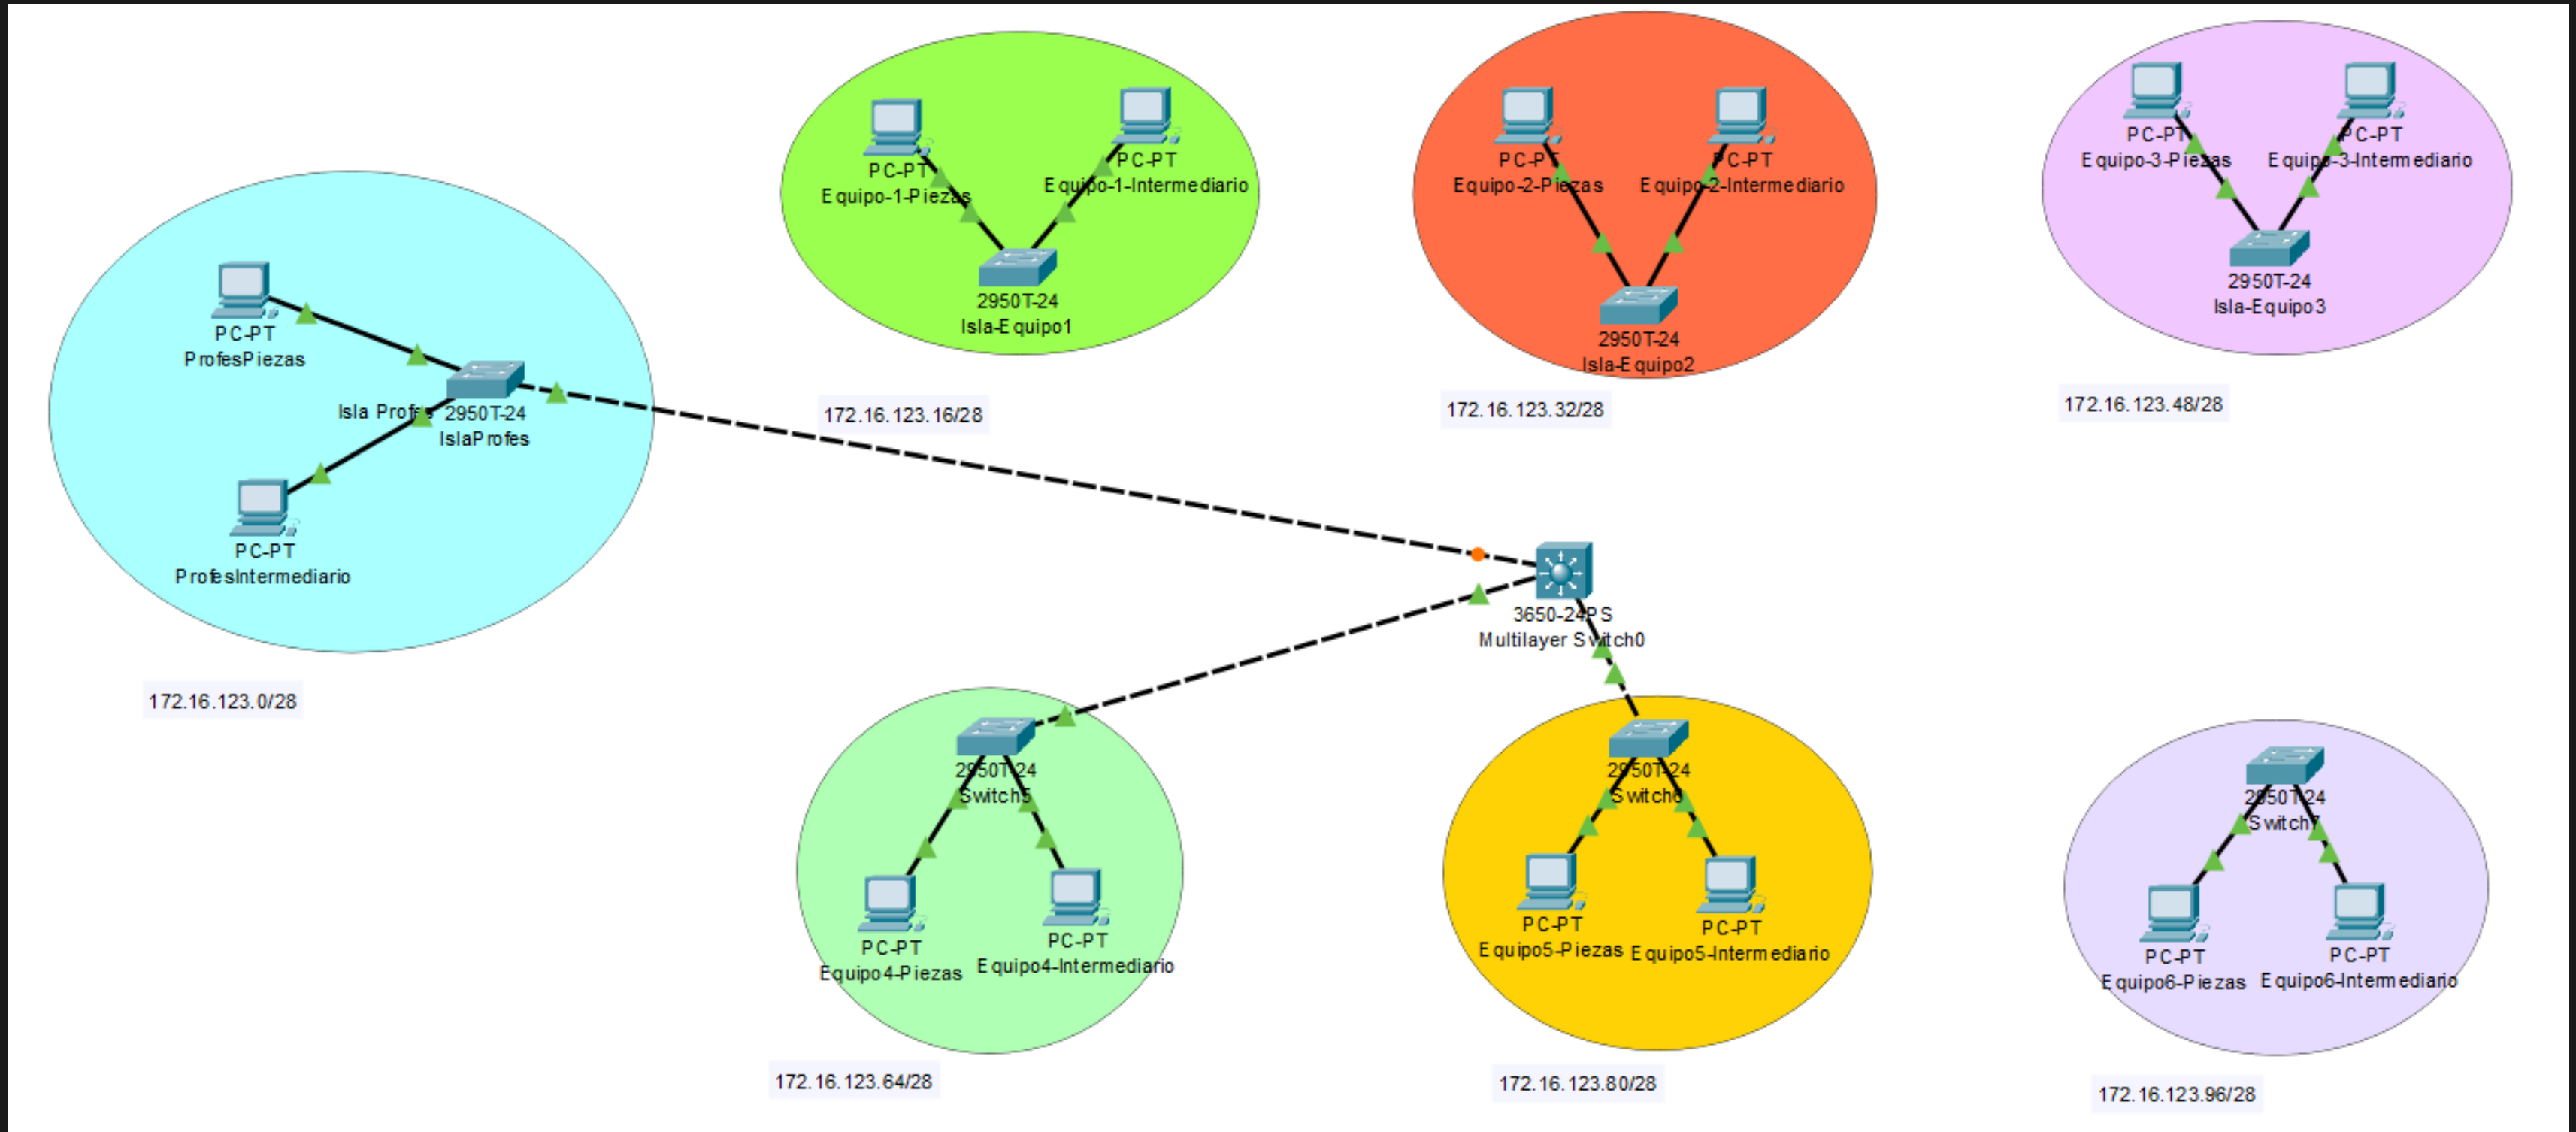 PC-PT
ProfesPiezas
Isla Profes
2950T-24
IslaProfes
PC-PT
ProfesIntermediario
172.16.123.0/28
PC-PT
Equipo-1-Piezas
PC-PT
Equipo-1-Intermediario
2950T-24
Isla-Equipo1
172.16.123.16/28
PC-PT
Equipo-2-Piezas
PC-PT
Equipo-2-Intermediario
2950T-24
Isla-Equipo2
172.16.123.32/28
PC-PT
Equipo-3-Piezas
PC-PT
Equipo-3-Intermediario
2950T-24
Isla-Equipo3
172.16.123.48/28
3650-24PS
Multilayer Switch0
2950T-24
Switch5
PC-PT
Equipo4-Piezas
PC-PT
Equipo4-Intermediario
172.16.123.64/28
2950T-24
Switch6
PC-PT
Equipo5-Piezas
PC-PT
Equipo5-Intermediario
172.16.123.80/28
2950T-24
Switch7
PC-PT
Equipo6-Piezas
PC-PT
Equipo6-Intermediario
172.16.123.96/28